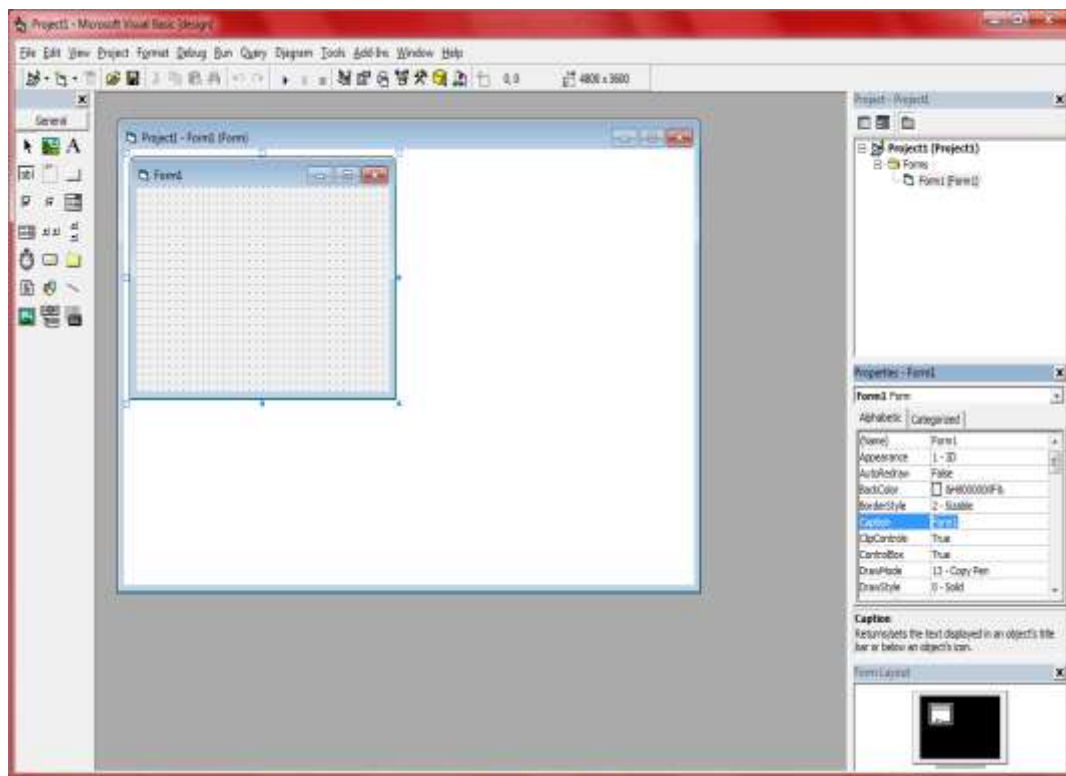 Project1 - Microsoft Visual Basic [design]
File Edit View Project Format Debug Run Query Diagram Tools Add-Ins Window Help
0, 0 4800 x 3600
General
Project1 - Form1 (Form)
Form1
Project - Project1
Project1 (Project1)
Forms
Form1 (Form1)
Properties - Form1
Form1 Form
Alphabetic Categorized
(Name) Form1
Appearance 1 - 3D
AutoRedraw False
BackColor &H8000000F&
BorderStyle 2 - Sizable
Caption Form1
ClipControls True
ControlBox True
DrawMode 13 - Copy Pen
DrawStyle 0 - Solid
Caption
Returns/sets the text displayed in an object's title
bar or below an object's icon.
Form Layout